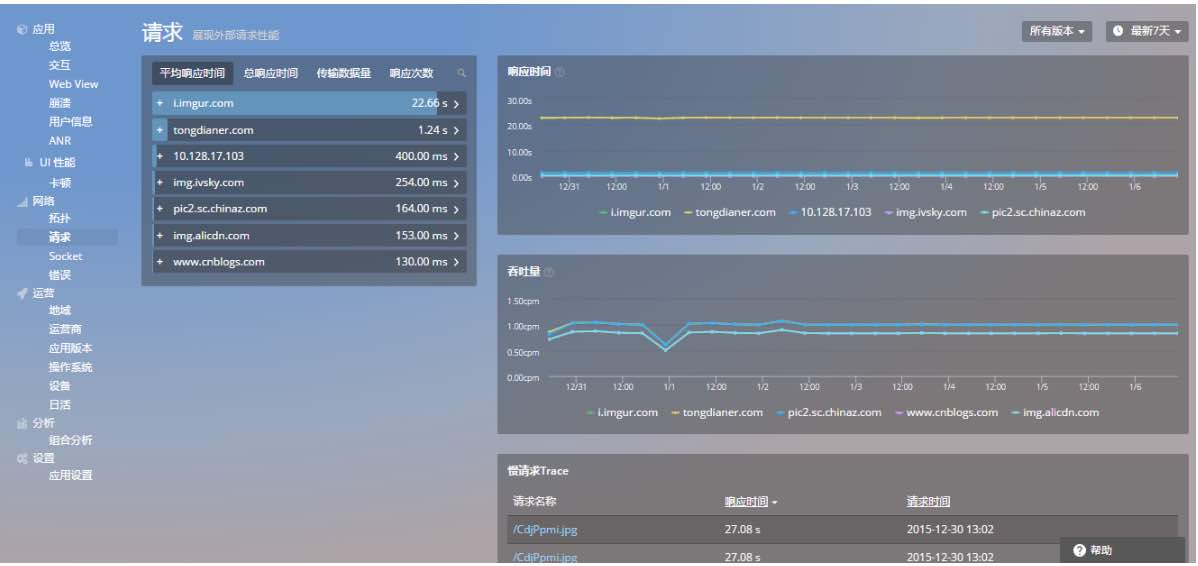 应用
总览
交互
Web View
崩溃
用户信息
ANR
UI 性能
卡顿
网络
拓扑
请求
Socket
错误
运营
地域
运营商
应用版本
操作系统
设备
日活
分析
组合分析
设置
应用设置
请求 展现外部请求性能
所有版本 最新7天
平均响应时间 总响应时间 传输数据量 响应次数
+ i.imgur.com 22.66 s
+ tongdianer.com 1.24 s
+ 10.128.17.103 400.00 ms
+ img.ivsky.com 254.00 ms
+ pic2.sc.chinaz.com 164.00 ms
+ img.alicdn.com 153.00 ms
+ www.cnblogs.com 130.00 ms
响应时间 ?
30.00s
20.00s
10.00s
0.00s
12/31 12:00 1/1 12:00 1/2 12:00 1/3 12:00 1/4 12:00 1/5 12:00 1/6
i.imgur.com tongdianer.com 10.128.17.103 img.ivsky.com pic2.sc.chinaz.com
吞吐量 ?
1.50cpm
1.00cpm
0.50cpm
0.00cpm
12/31 12:00 1/1 12:00 1/2 12:00 1/3 12:00 1/4 12:00 1/5 12:00 1/6
i.imgur.com tongdianer.com pic2.sc.chinaz.com www.cnblogs.com img.alicdn.com
慢请求Trace
请求名称 响应时间 请求时间
/CdjPpmi.jpg 27.08 s 2015-12-30 13:02
/CdjPpmi.jpg 27.08 s 2015-12-30 13:02
? 帮助